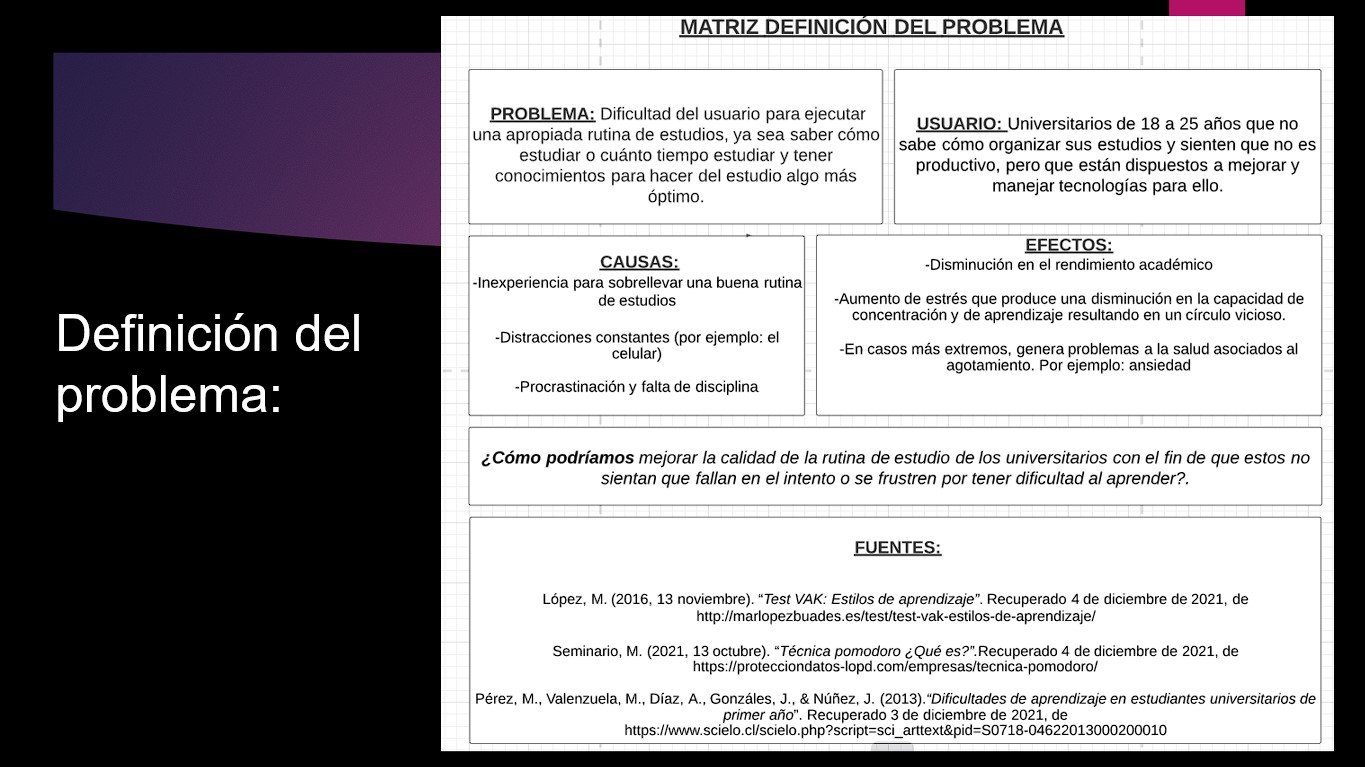 MATRIZ DEFINICIÓN DEL PROBLEMA
Definición del
problema:
PROBLEMA: Dificultad del usuario para ejecutar
una apropiada rutina de estudios, ya sea saber cómo
estudiar o cuánto tiempo estudiar y tener
conocimientos para hacer del estudio algo más
óptimo.
USUARIO: Universitarios de 18 a 25 años que no
sabe cómo organizar sus estudios y sienten que no es
productivo, pero que están dispuestos a mejorar y
manejar tecnologías para ello.
CAUSAS:
-Inexperiencia para sobrellevar una buena rutina
de estudios
-Distracciones constantes (por ejemplo: el
celular)
-Procrastinación y falta de disciplina
EFECTOS:
-Disminución en el rendimiento académico
-Aumento de estrés que produce una disminución en la capacidad de
concentración y de aprendizaje resultando en un círculo vicioso.
-En casos más extremos, genera problemas a la salud asociados al
agotamiento. Por ejemplo: ansiedad
¿Cómo podríamos mejorar la calidad de la rutina de estudio de los universitarios con el fin de que estos no
sientan que fallan en el intento o se frustren por tener dificultad al aprender?.
FUENTES:
López, M. (2016, 13 noviembre). “Test VAK: Estilos de aprendizaje”. Recuperado 4 de diciembre de 2021, de
http://marlopezbuades.es/test/test-vak-estilos-de-aprendizaje/
Seminario, M. (2021, 13 octubre). “Técnica pomodoro ¿Qué es?”.Recuperado 4 de diciembre de 2021, de
https://protecciondatos-lopd.com/empresas/tecnica-pomodoro/
Pérez, M., Valenzuela, M., Díaz, A., Gonzáles, J., & Núñez, J. (2013).“Dificultades de aprendizaje en estudiantes universitarios de
primer año”. Recuperado 3 de diciembre de 2021, de
https://www.scielo.cl/scielo.php?script=sci_arttext&pid=S0718-04622013000200010